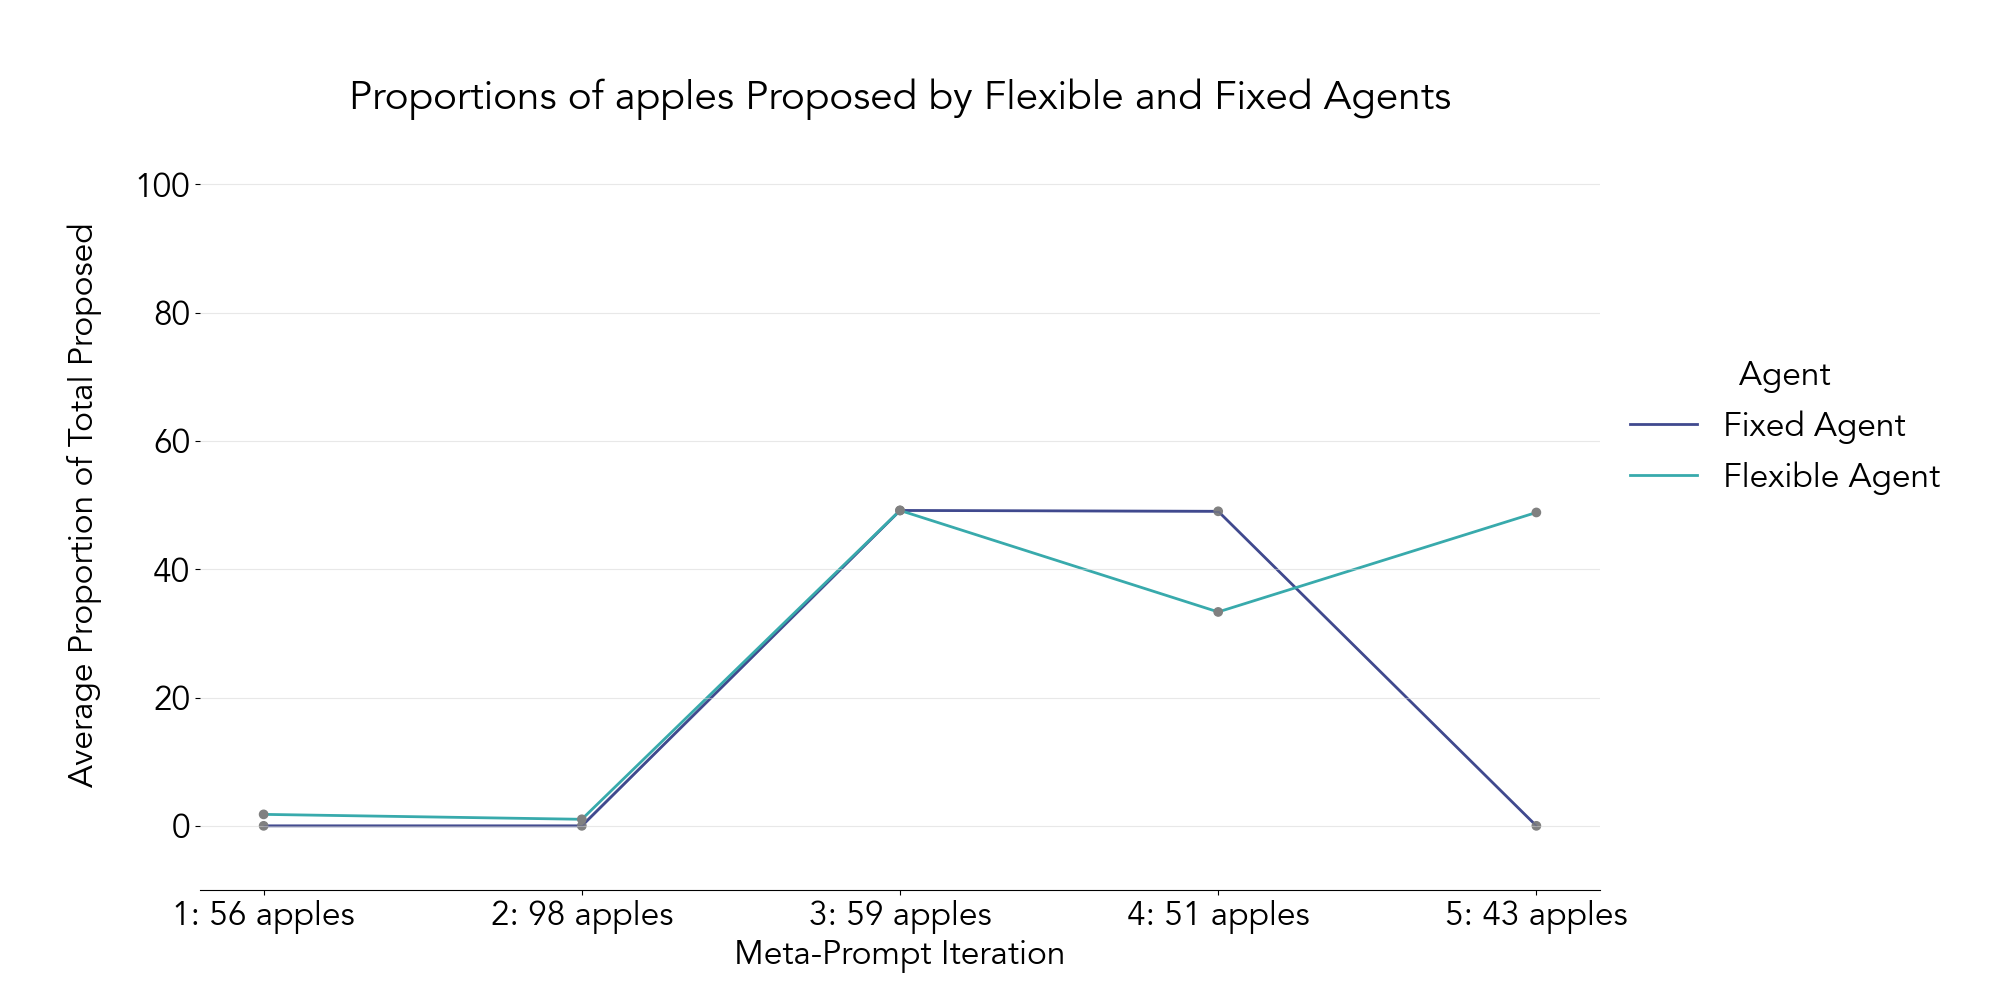 Proportions of apples Proposed by Flexible and Fixed Agents
Average Proportion of Total Proposed
100
80
60
40
20
0
1: 56 apples
2: 98 apples
3: 59 apples
4: 51 apples
5: 43 apples
Meta-Prompt Iteration
Agent
Fixed Agent
Flexible Agent